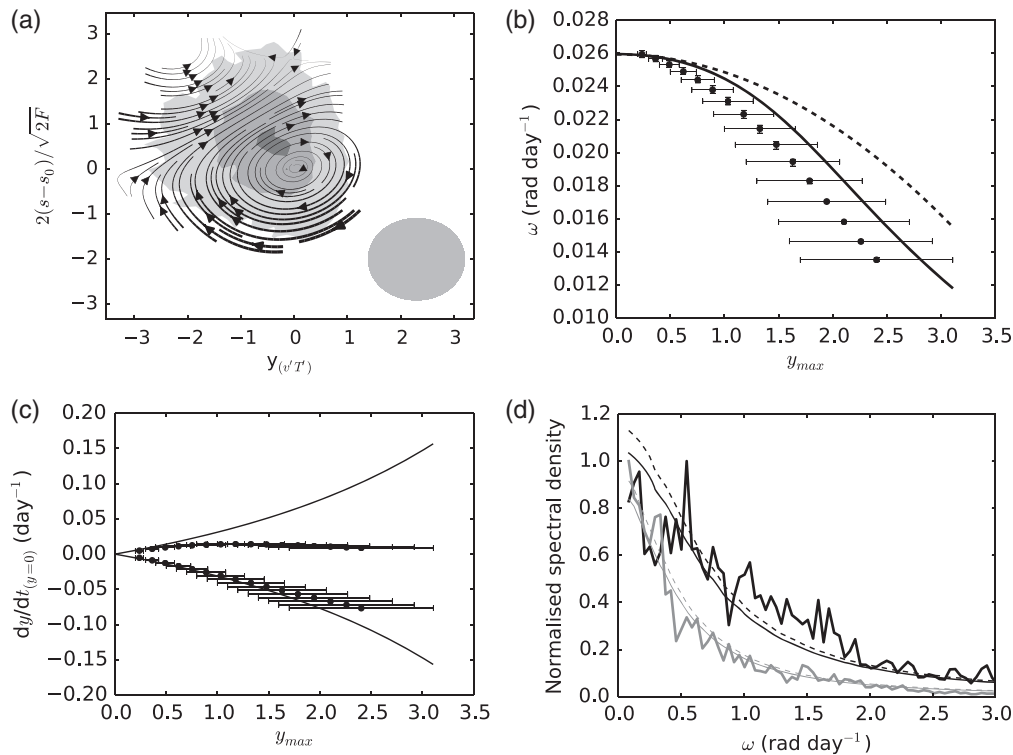 (a)
3
2
1
0
−1
−2
−3
2(s−s₀)/√2F
−3 −2 −1 0 1 2 3
y(v′T′)
(b)
0.028
0.026
0.024
0.022
0.020
0.018
0.016
0.014
0.012
0.010
ω (rad day⁻¹)
0.0 0.5 1.0 1.5 2.0 2.5 3.0 3.5
y_max
(c)
0.20
0.15
0.10
0.05
0.00
−0.05
−0.10
−0.15
−0.20
dy/dt(y=0) (day⁻¹)
0.0 0.5 1.0 1.5 2.0 2.5 3.0 3.5
y_max
(d)
1.2
1.0
0.8
0.6
0.4
0.2
0.0
Normalised spectral density
0.0 0.5 1.0 1.5 2.0 2.5 3.0
ω (rad day⁻¹)